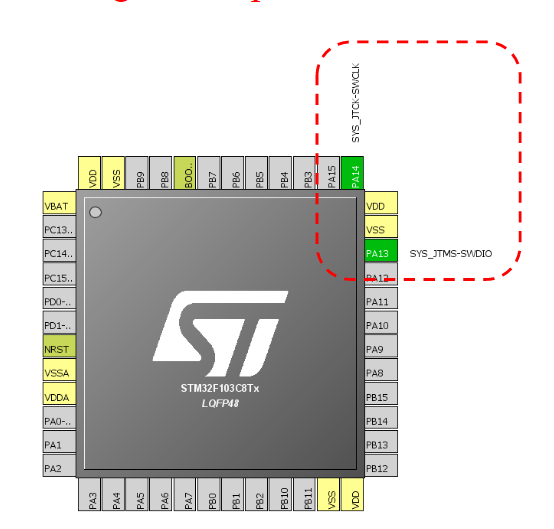 SYS_JTCK-SWCLK
VDD
VSS
PB9
PB8
BOO..
PB7
PB6
PB5
PB4
PB3
PA15
PA14
VBAT
PC13..
PC14..
PC15..
PD0-..
PD1-..
NRST
VSSA
VDDA
PA0-..
PA1
PA2
VDD
VSS
PA13 SYS_JTMS-SWDIO
PA12
PA11
PA10
PA9
PA8
PB15
PB14
PB13
PB12
ST
STM32F103C8Tx
LQFP48
PA3
PA4
PA5
PA6
PA7
PB0
PB1
PB2
PB10
PB11
VSS
VDD